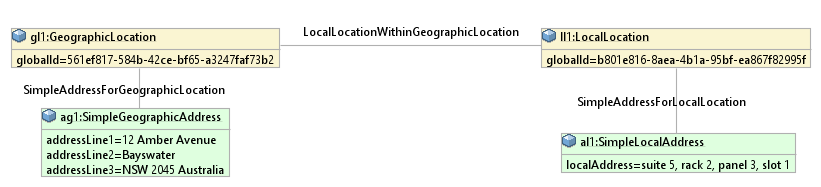 LocalLocationWithinGeographicLocation
gl1:GeographicLocation
globalId=561ef817-584b-42ce-bf65-a3247faf73b2
ll1:LocalLocation
globalId=b801e816-8aea-4b1a-95bf-ea867f82995f
SimpleAddressForGeographicLocation
SimpleAddressForLocalLocation
ag1:SimpleGeographicAddress
addressLine1=12 Amber Avenue
addressLine2=Bayswater
addressLine3=NSW 2045 Australia
al1:SimpleLocalAddress
localAddress=suite 5, rack 2, panel 3, slot 1